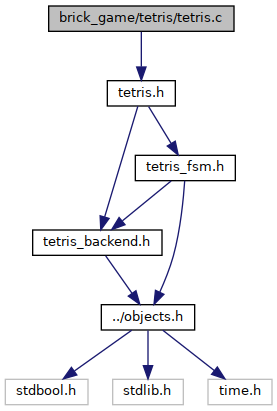 brick_game/tetris/tetris.c
tetris.h
tetris_fsm.h
tetris_backend.h
../objects.h
stdbool.h
stdlib.h
time.h